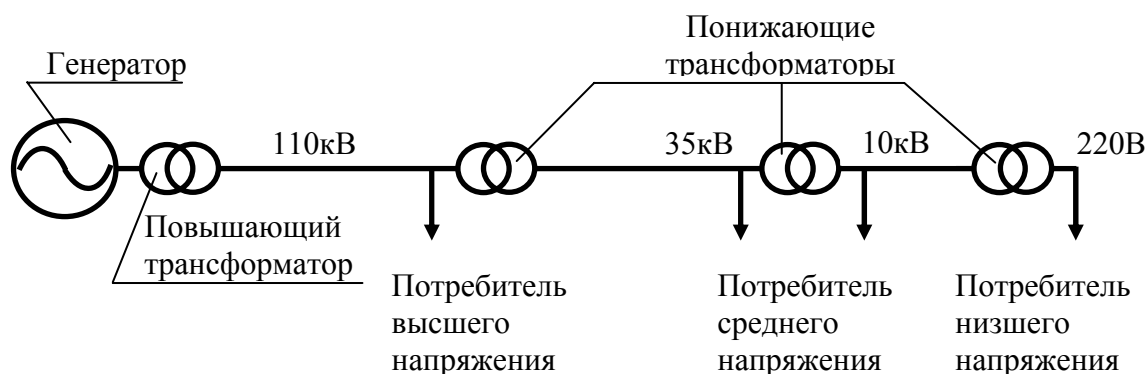 Понижающие
трансформаторы
Генератор
110кВ
35кВ
10кВ
220В
Повышающий
трансформатор
Потребитель
высшего
напряжения
Потребитель
среднего
напряжения
Потребитель
низшего
напряжения